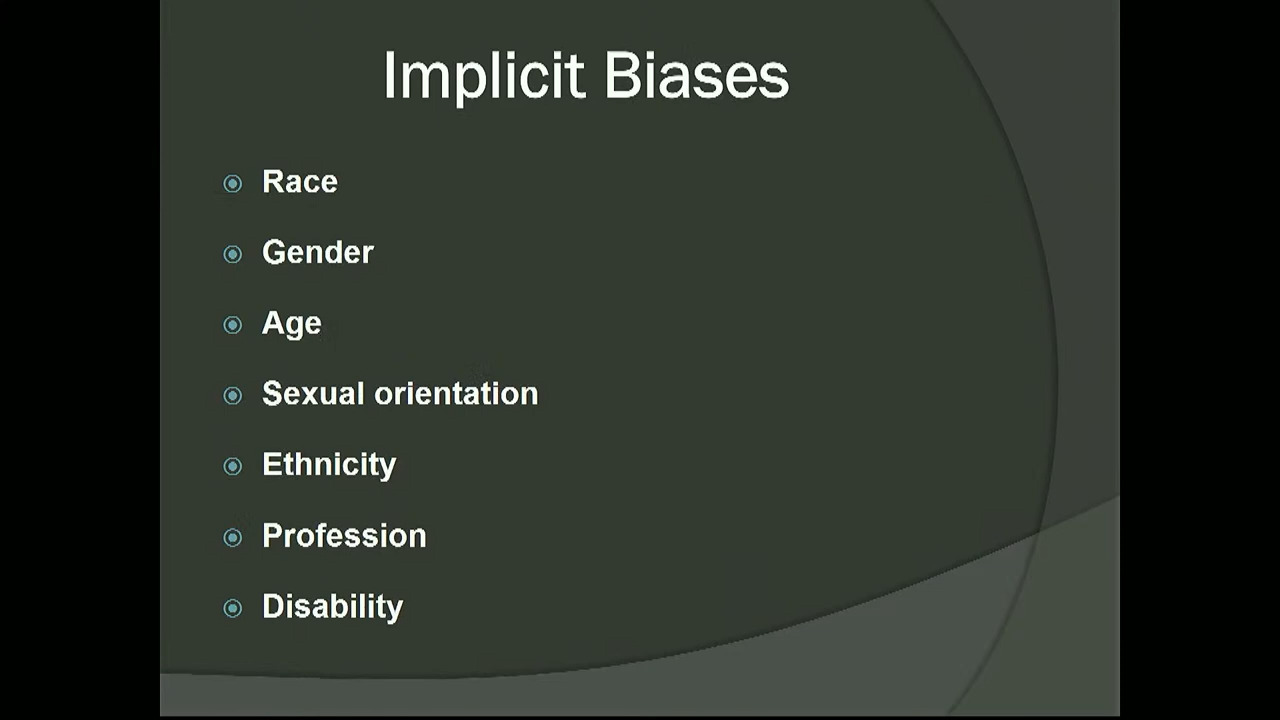 Implicit Biases
Race
Gender
Age
Sexual orientation
Ethnicity
Profession
Disability